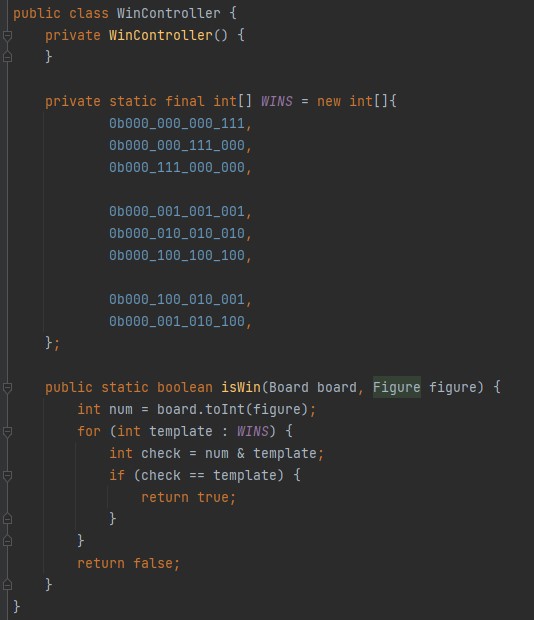 public class WinController {
    private WinController() {
    }

    private static final int[] WINS = new int[]{
            0b000_000_000_111,
            0b000_000_111_000,
            0b000_111_000_000,

            0b000_001_001_001,
            0b000_010_010_010,
            0b000_100_100_100,

            0b000_100_010_001,
            0b000_001_010_100,
    };

    public static boolean isWin(Board board, Figure figure) {
        int num = board.toInt(figure);
        for (int template : WINS) {
            int check = num & template;
            if (check == template) {
                return true;
            }
        }
        return false;
    }
}